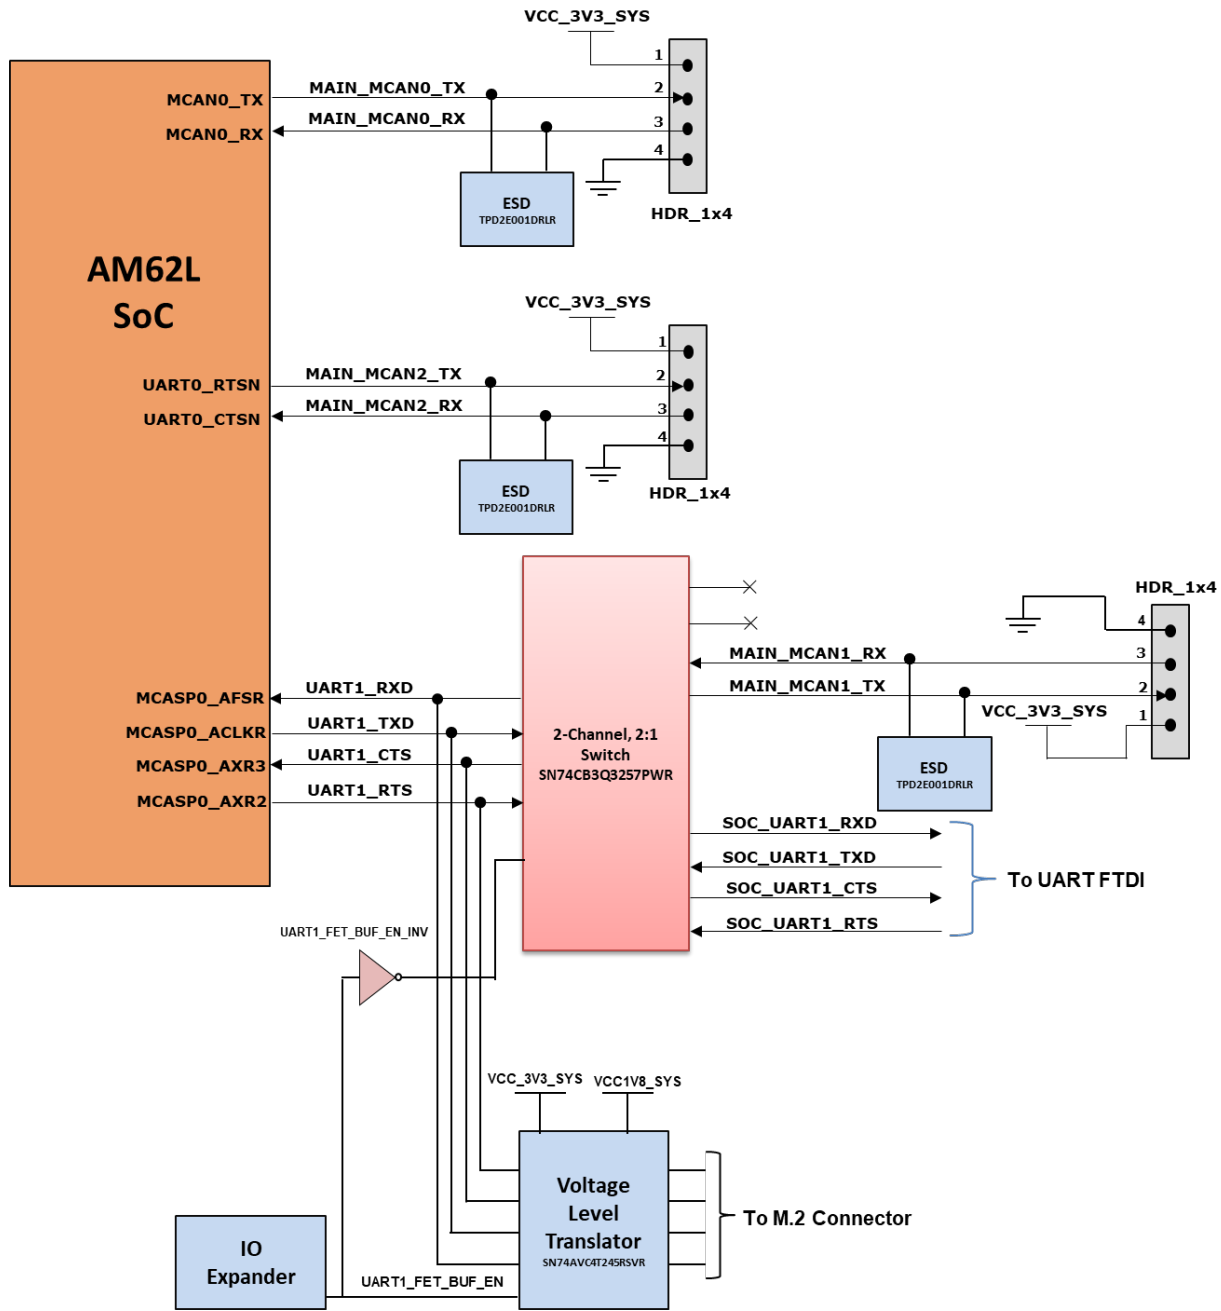 VCC_3V3_SYS
1
MCAN0_TX
MAIN_MCAN0_TX
2
MCAN0_RX
MAIN_MCAN0_RX
3
4
ESD
TPD2E001DRLR
HDR_1x4
AM62L
SoC
VCC_3V3_SYS
1
UART0_RTSN
MAIN_MCAN2_TX
2
UART0_CTSN
MAIN_MCAN2_RX
3
4
ESD
TPD2E001DRLR
HDR_1x4
HDR_1x4
4
MAIN_MCAN1_RX
3
MAIN_MCAN1_TX
2
VCC_3V3_SYS
1
ESD
TPD2E001DRLR
MCASP0_AFSR
UART1_RXD
MCASP0_ACLKR
UART1_TXD
MCASP0_AXR3
UART1_CTS
MCASP0_AXR2
UART1_RTS
2-Channel, 2:1
Switch
SN74CB3Q3257PWR
SOC_UART1_RXD
SOC_UART1_TXD
SOC_UART1_CTS
SOC_UART1_RTS
To UART FTDI
UART1_FET_BUF_EN_INV
VCC_3V3_SYS
VCC1V8_SYS
Voltage
Level
Translator
SN74AVC4T245RSVR
To M.2 Connector
IO
Expander
UART1_FET_BUF_EN